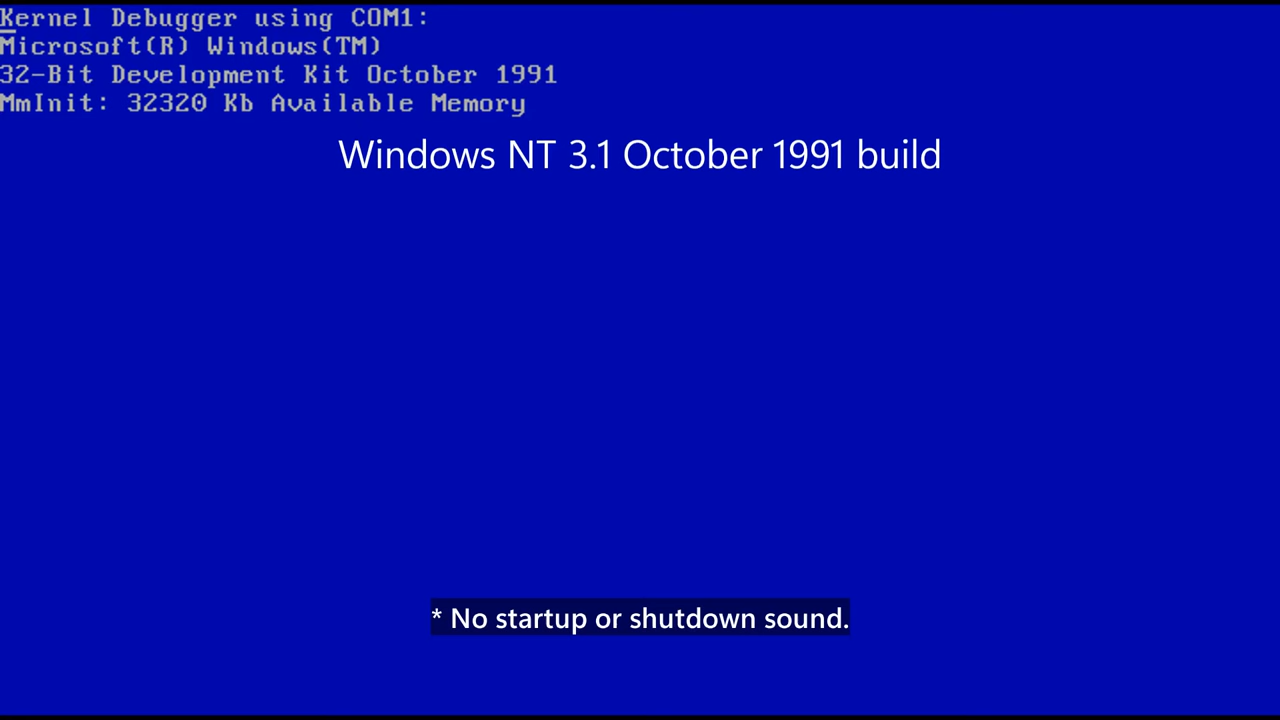 Kernel Debugger using COM1:
Microsoft(R) Windows(TM)
32-Bit Development Kit October 1991
MmInit: 32320 Kb Available Memory
Windows NT 3.1 October 1991 build
* No startup or shutdown sound.